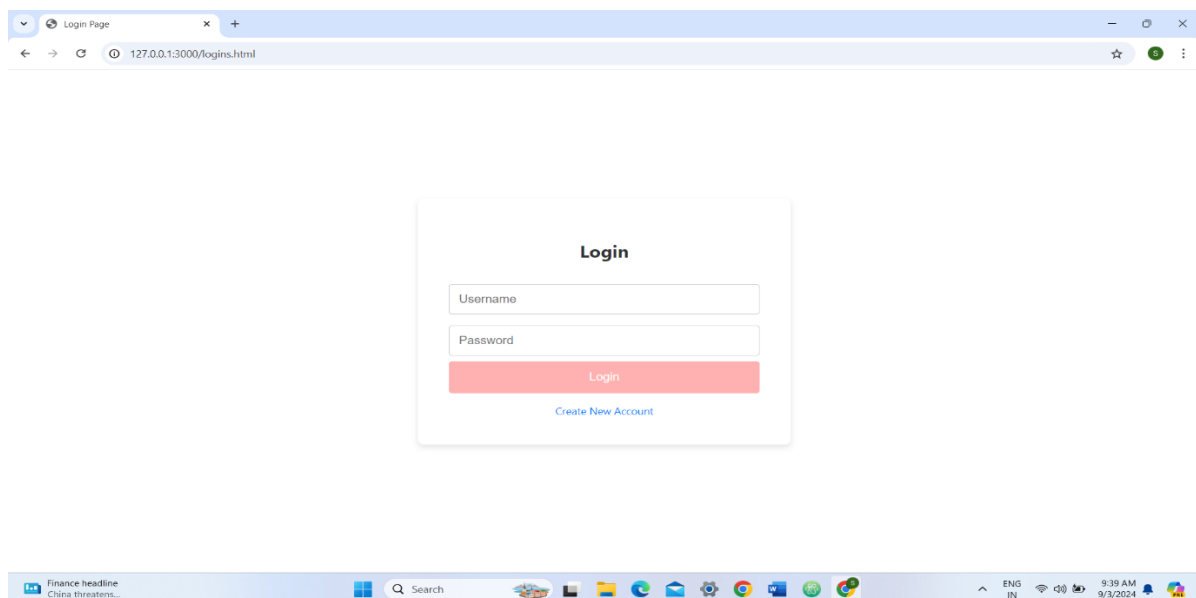 Login Page
127.0.0.1:3000/logins.html
S
Login
Username
Password
Login
Create New Account
Finance headline
China threatens...
Search
W
S
ENG
IN
9:39 AM
9/3/2024
PRE